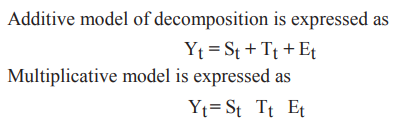 Additive model of decomposition is expressed as
Yt = St + Tt + Et
Multiplicative model is expressed as
Yt= St Tt Et